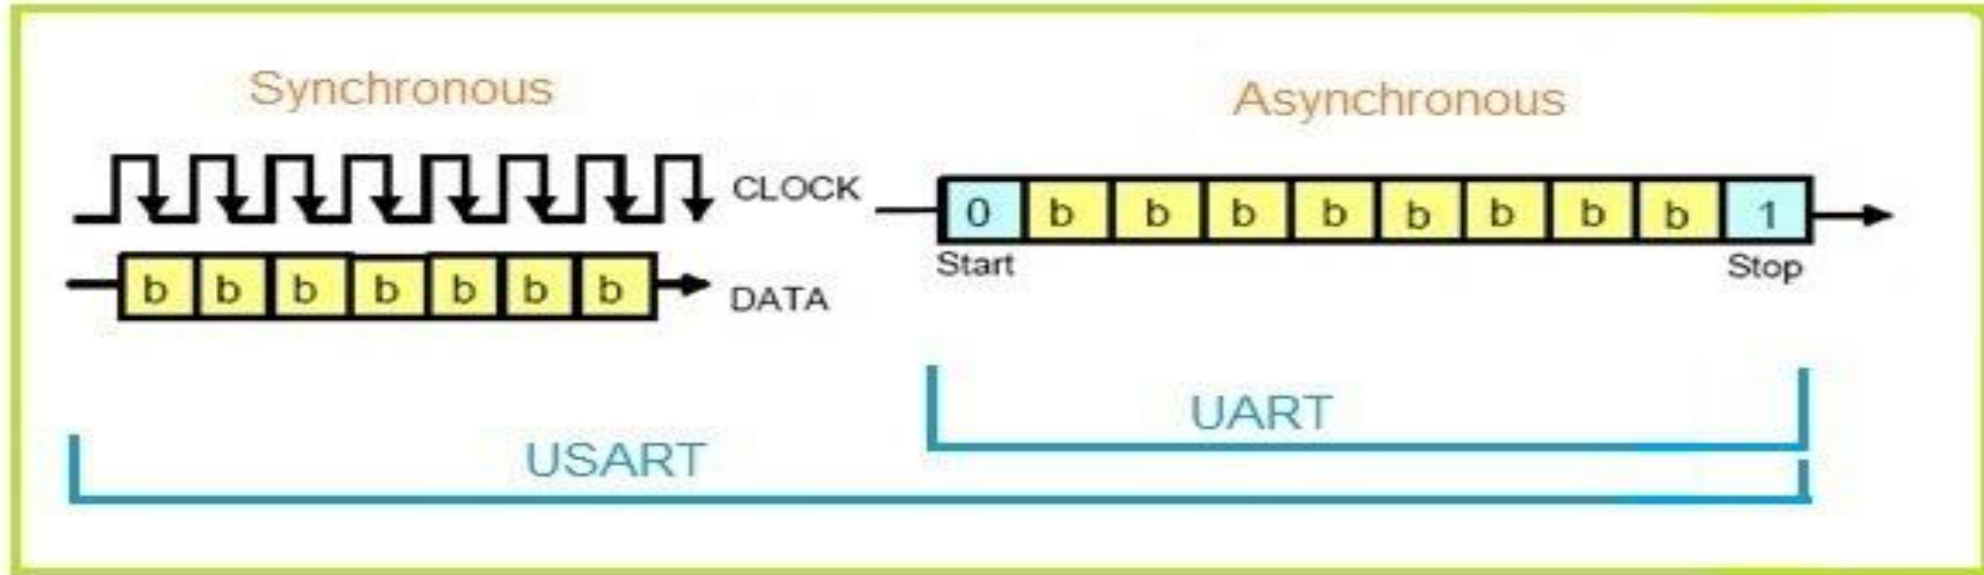 Synchronous
Asynchronous
CLOCK
0 b b b b b b b b 1
Start
Stop
b b b b b b b
DATA
UART
USART